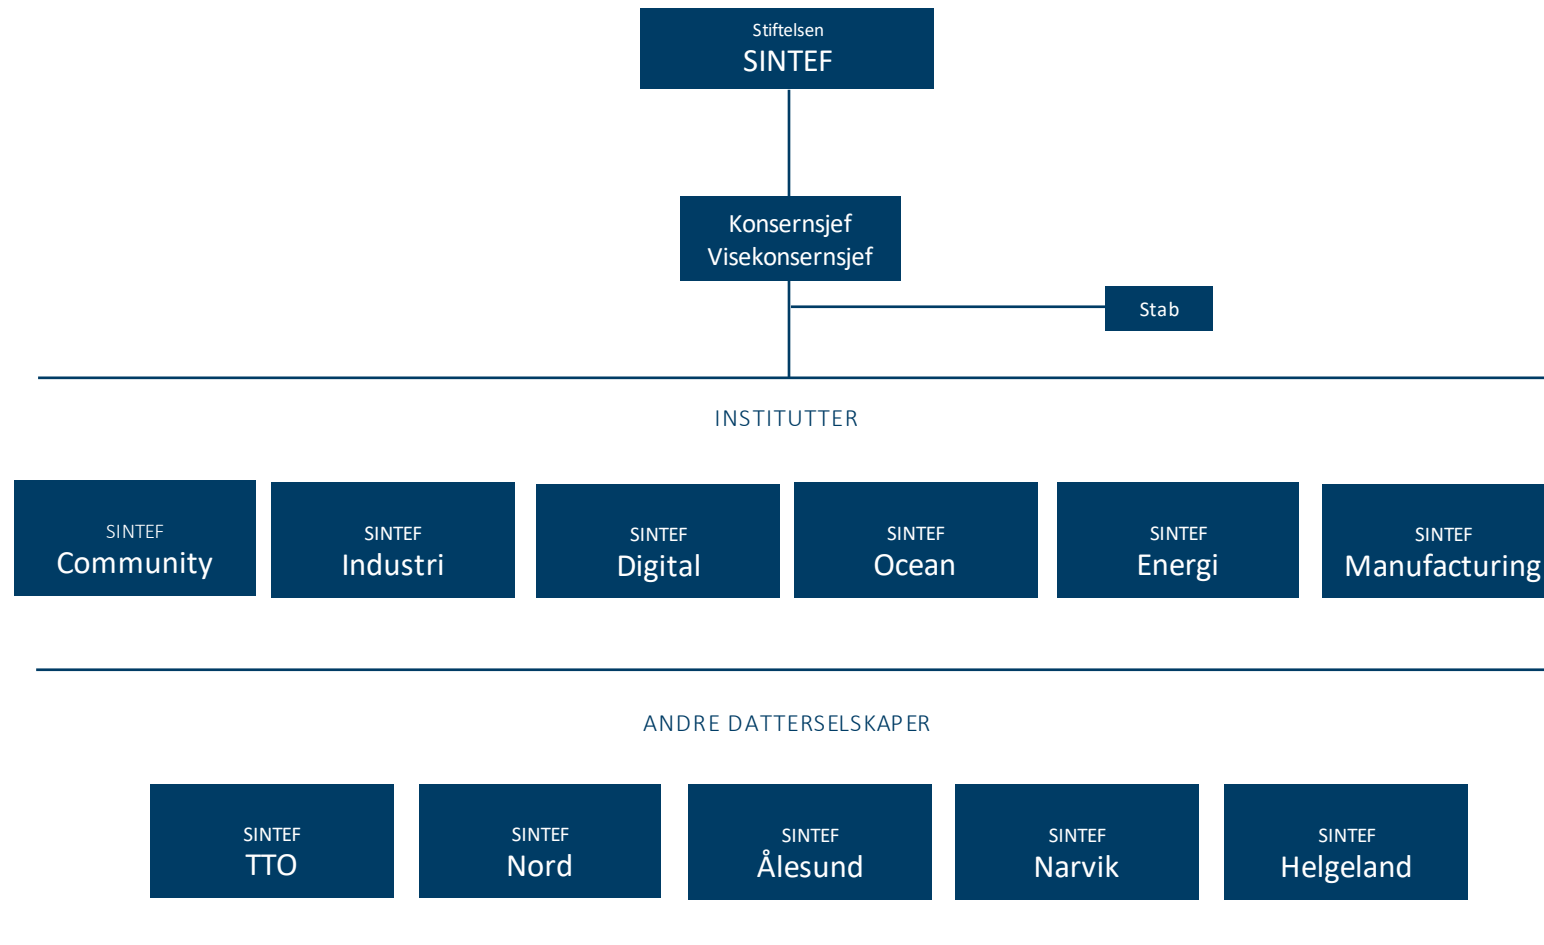 Stiftelsen
SINTEF
Konsernsjef
Visekonsernsjef
Stab
INSTITUTTER
SINTEF
Community
SINTEF
Industri
SINTEF
Digital
SINTEF
Ocean
SINTEF
Energi
SINTEF
Manufacturing
ANDRE DATTERSELSKAPER
SINTEF
TTO
SINTEF
Nord
SINTEF
Ålesund
SINTEF
Narvik
SINTEF
Helgeland